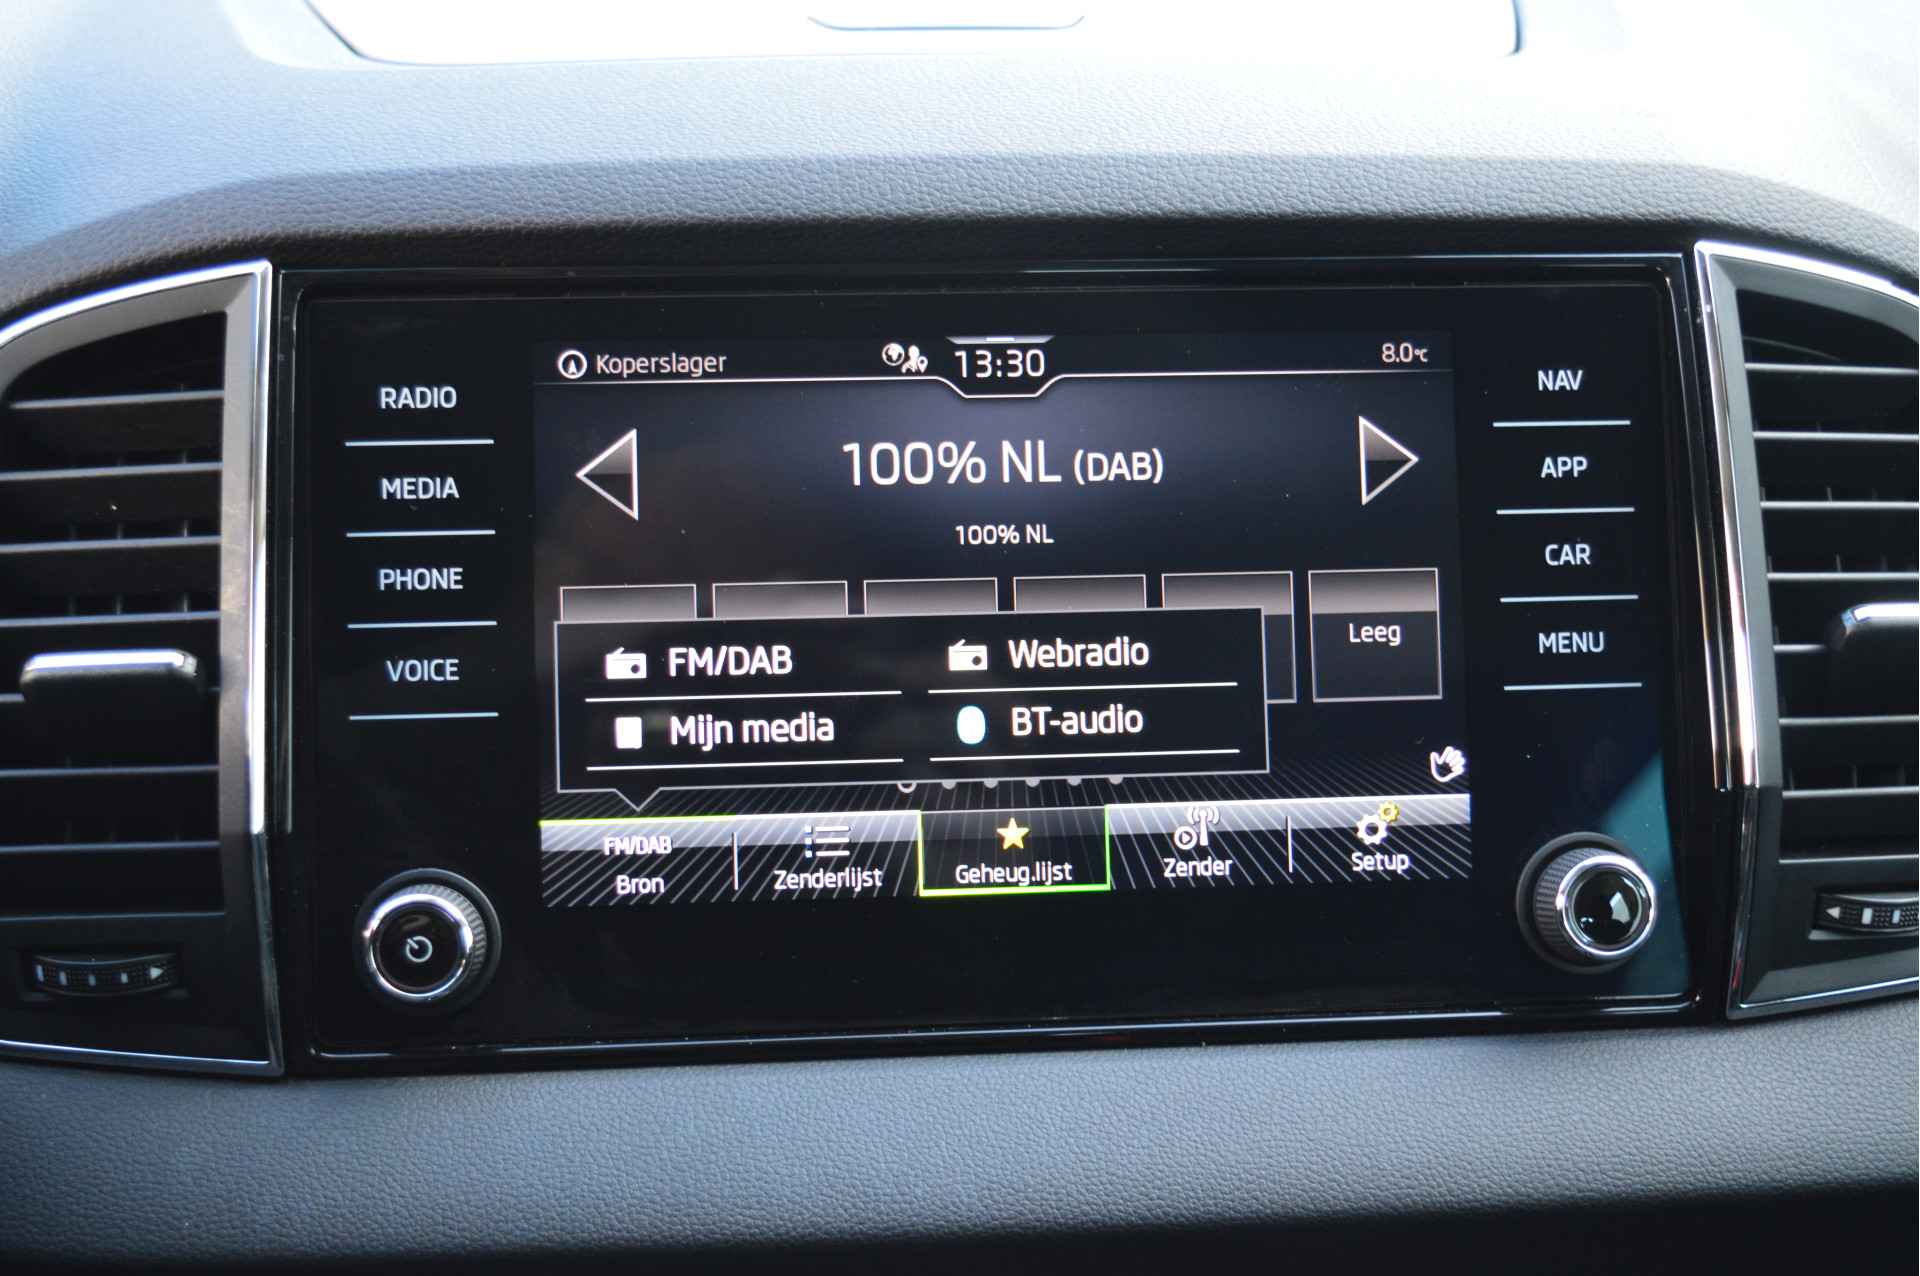 Koperslager
13:30
8.0°C
RADIO
MEDIA
PHONE
VOICE
100% NL (DAB)
100% NL
Leeg
FM/DAB
Webradio
Mijn media
BT-audio
FM/DAB
Bron
Zenderlijst
Geheug.lijst
Zender
Setup
NAV
APP
CAR
MENU